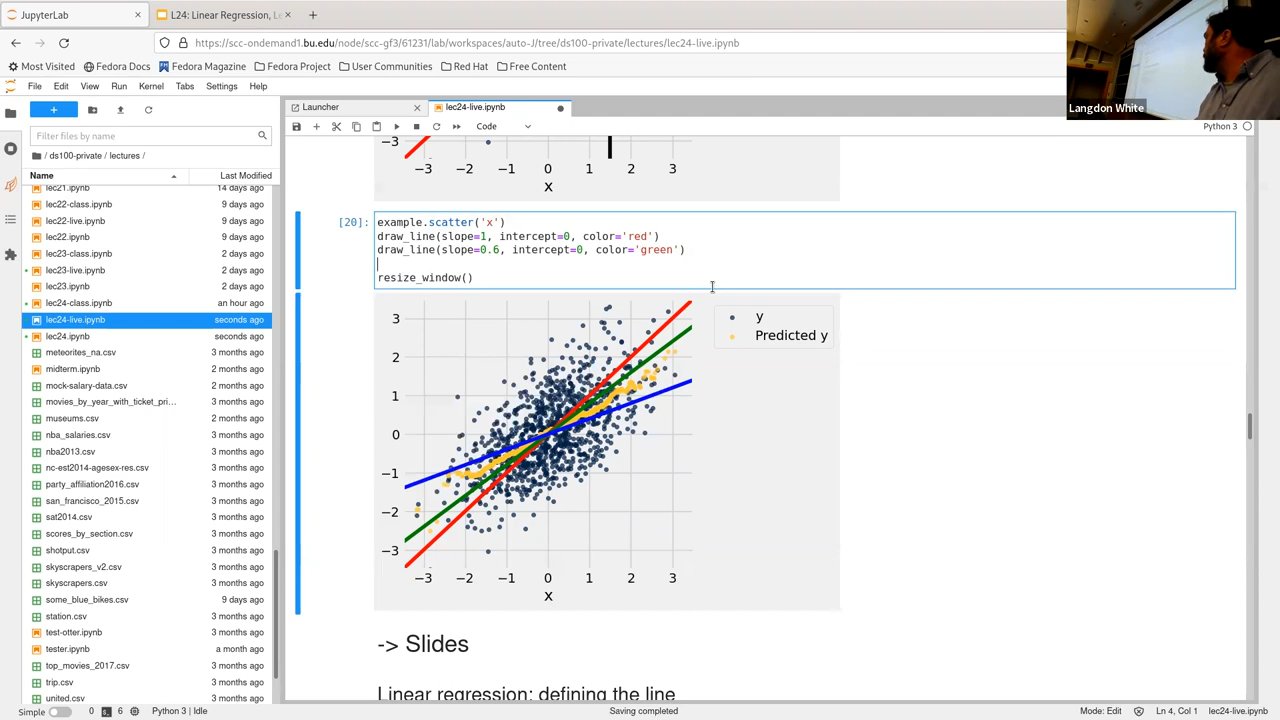 JupyterLab
L24: Linear Regression, Le
https://scc-ondemand1.bu.edu/node/scc-gf3/61231/lab/workspaces/auto-J/tree/ds100-private/lectures/lec24-live.ipynb
Most Visited
Fedora Docs
Fedora Magazine
Fedora Project
User Communities
Red Hat
Free Content
Langdon White
File
Edit
View
Run
Kernel
Tabs
Settings
Help
Launcher
lec24-live.ipynb
Code
Python 3
Filter files by name
/ ds100-private / lectures /
Name
Last Modified
lec21.ipynb 14 days ago
lec22-class.ipynb 9 days ago
lec22-live.ipynb 9 days ago
lec22.ipynb 9 days ago
lec23-class.ipynb 2 days ago
lec23-live.ipynb 2 days ago
lec23.ipynb 2 days ago
lec24-class.ipynb an hour ago
lec24-live.ipynb seconds ago
lec24.ipynb seconds ago
meteorites_na.csv 3 months ago
midterm.ipynb 2 months ago
mock-salary-data.csv 3 months ago
movies_by_year_with_ticket_pri... 3 months ago
museums.csv 2 months ago
nba_salaries.csv 3 months ago
nba2013.csv 3 months ago
nc-est2014-agesex-res.csv 3 months ago
party_affiliation2016.csv 3 months ago
san_francisco_2015.csv 3 months ago
sat2014.csv 3 months ago
scores_by_section.csv 3 months ago
shotput.csv 3 months ago
skyscrapers_v2.csv 3 months ago
skyscrapers.csv 3 months ago
some_blue_bikes.csv 9 days ago
station.csv 3 months ago
test-otter.ipynb 3 months ago
tester.ipynb a month ago
top_movies_2017.csv 3 months ago
trip.csv 3 months ago
united.csv 3 months ago
−3
−3 −2 −1 0 1 2 3
x
[20]:
example.scatter('x')
draw_line(slope=1, intercept=0, color='red')
draw_line(slope=0.6, intercept=0, color='green')
resize_window()
3
2
1
0
−1
−2
−3
−3 −2 −1 0 1 2 3
x
y
Predicted y
-> Slides
Linear regression: defining the line
Simple
0
6
Python 3 | Idle
Saving completed
Mode: Edit
Ln 4, Col 1
lec24-live.ipynb